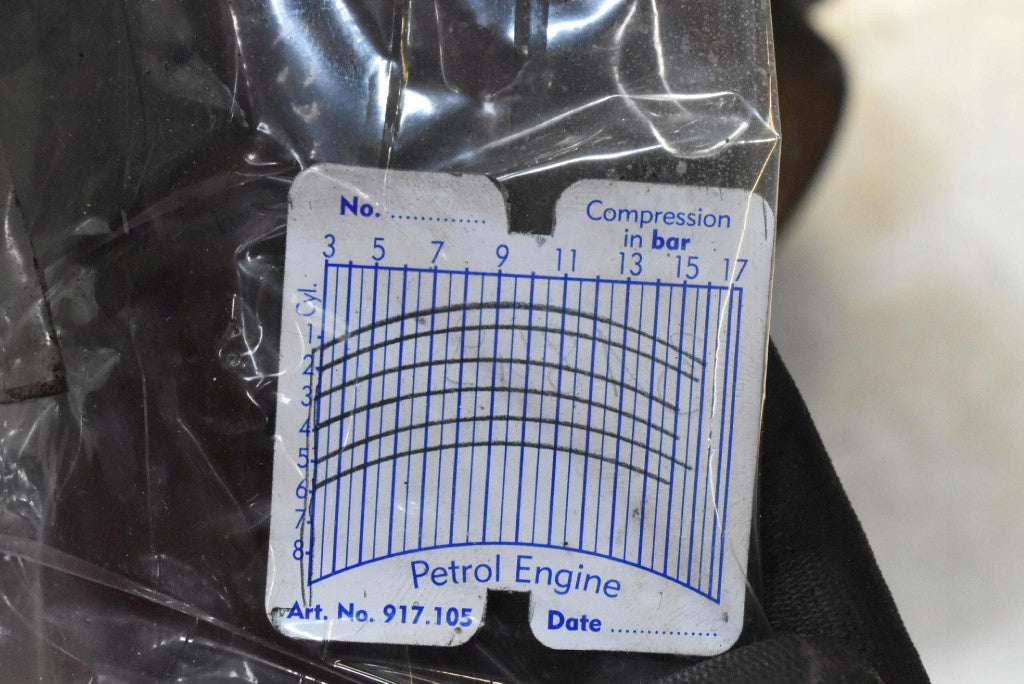 No. .............
Compression
in bar
3 5 7 9 11 13 15 17
Cyl.
1
2
3
4
5
6
7
8
Petrol Engine
Art. No. 917.105
Date ...............